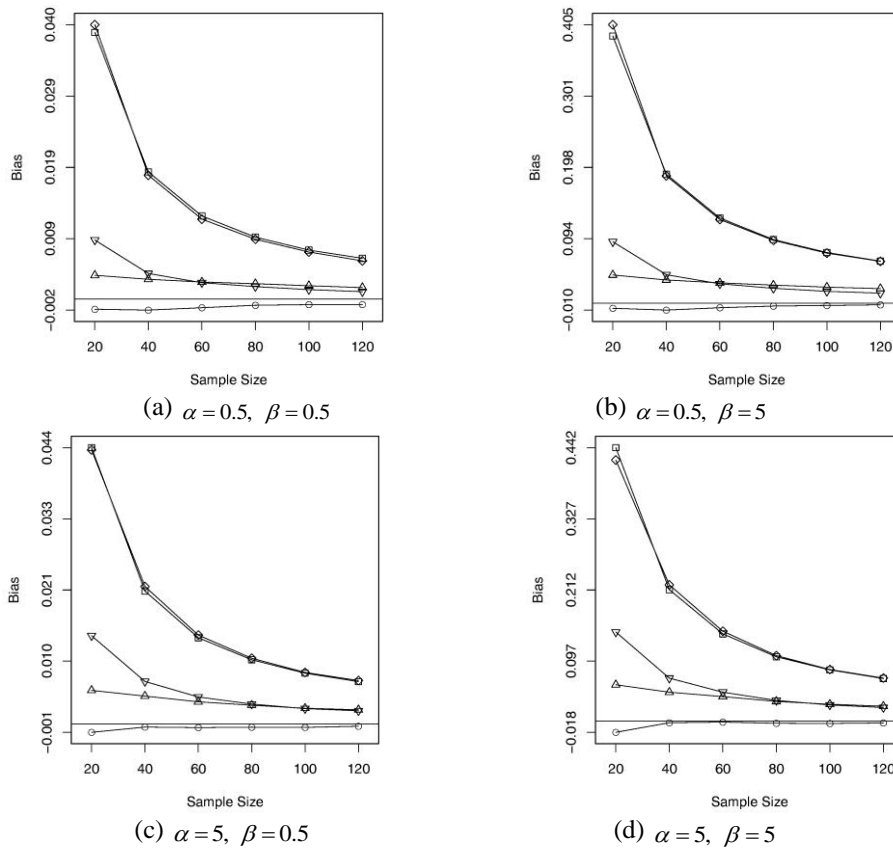 0.040
0.029
0.019
0.009
-0.002
Bias
20 40 60 80 100 120
Sample Size
(a) α = 0.5, β = 0.5
0.405
0.301
0.198
0.094
-0.010
Bias
20 40 60 80 100 120
Sample Size
(b) α = 0.5, β = 5
0.044
0.033
0.021
0.010
-0.001
Bias
20 40 60 80 100 120
Sample Size
(c) α = 5, β = 0.5
0.442
0.327
0.212
0.097
-0.018
Bias
20 40 60 80 100 120
Sample Size
(d) α = 5, β = 5